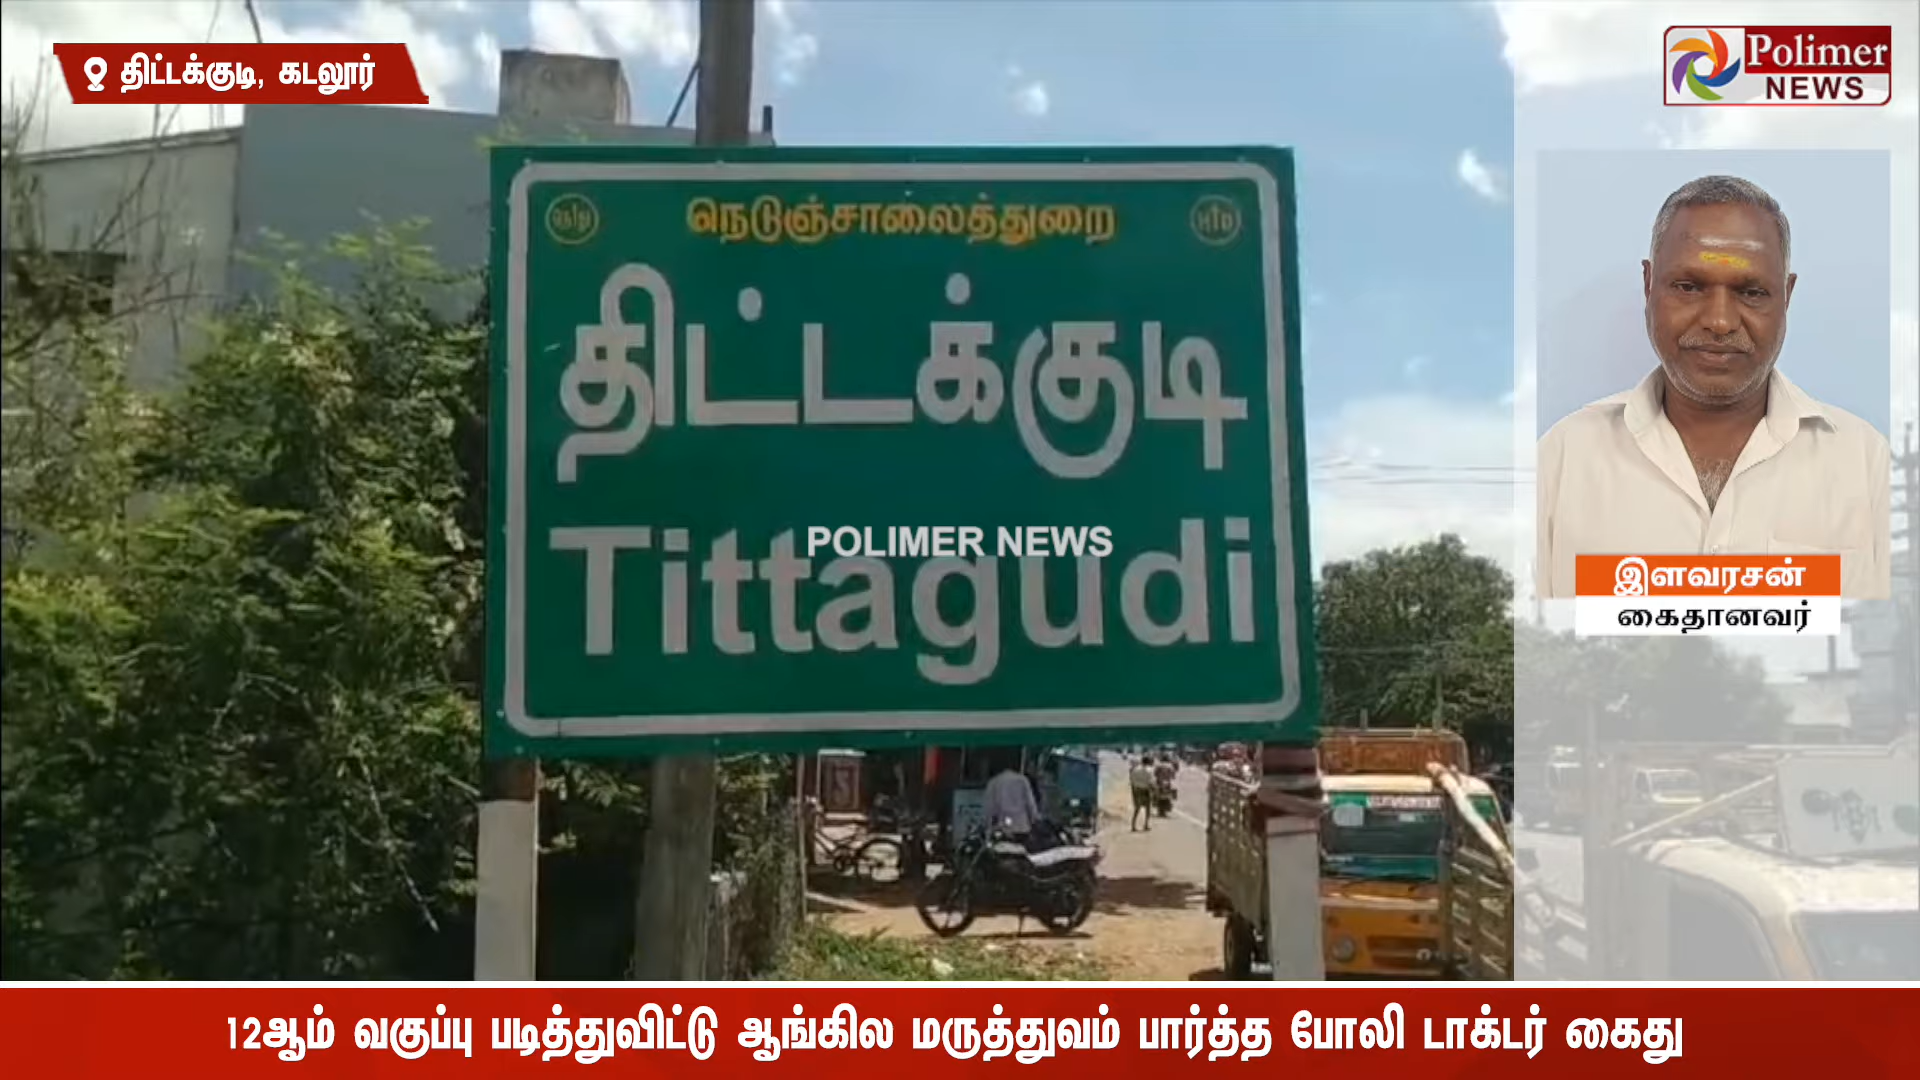 திட்டக்குடி, கடலூர்
Polimer
NEWS
நெடுஞ்சாலைத்துறை
திட்டக்குடி
POLIMER NEWS
Tittagudi
இளவரசன்
கைதானவர்
12ஆம் வகுப்பு படித்துவிட்டு ஆங்கில மருத்துவம் பார்த்த போலி டாக்டர் கைது